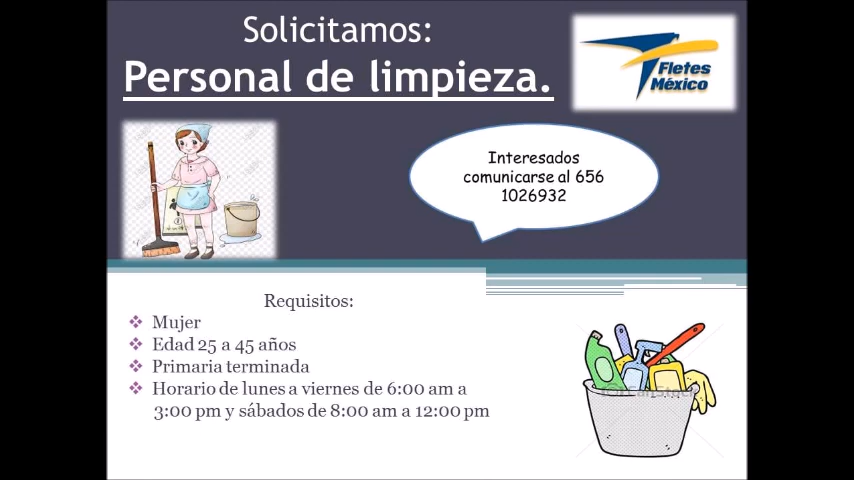 Solicitamos:
Personal de limpieza.
Fletes
México
Interesados
comunicarse al 656
1026932
Requisitos:
❖ Mujer
❖ Edad 25 a 45 años
❖ Primaria terminada
❖ Horario de lunes a viernes de 6:00 am a
3:00 pm y sábados de 8:00 am a 12:00 pm